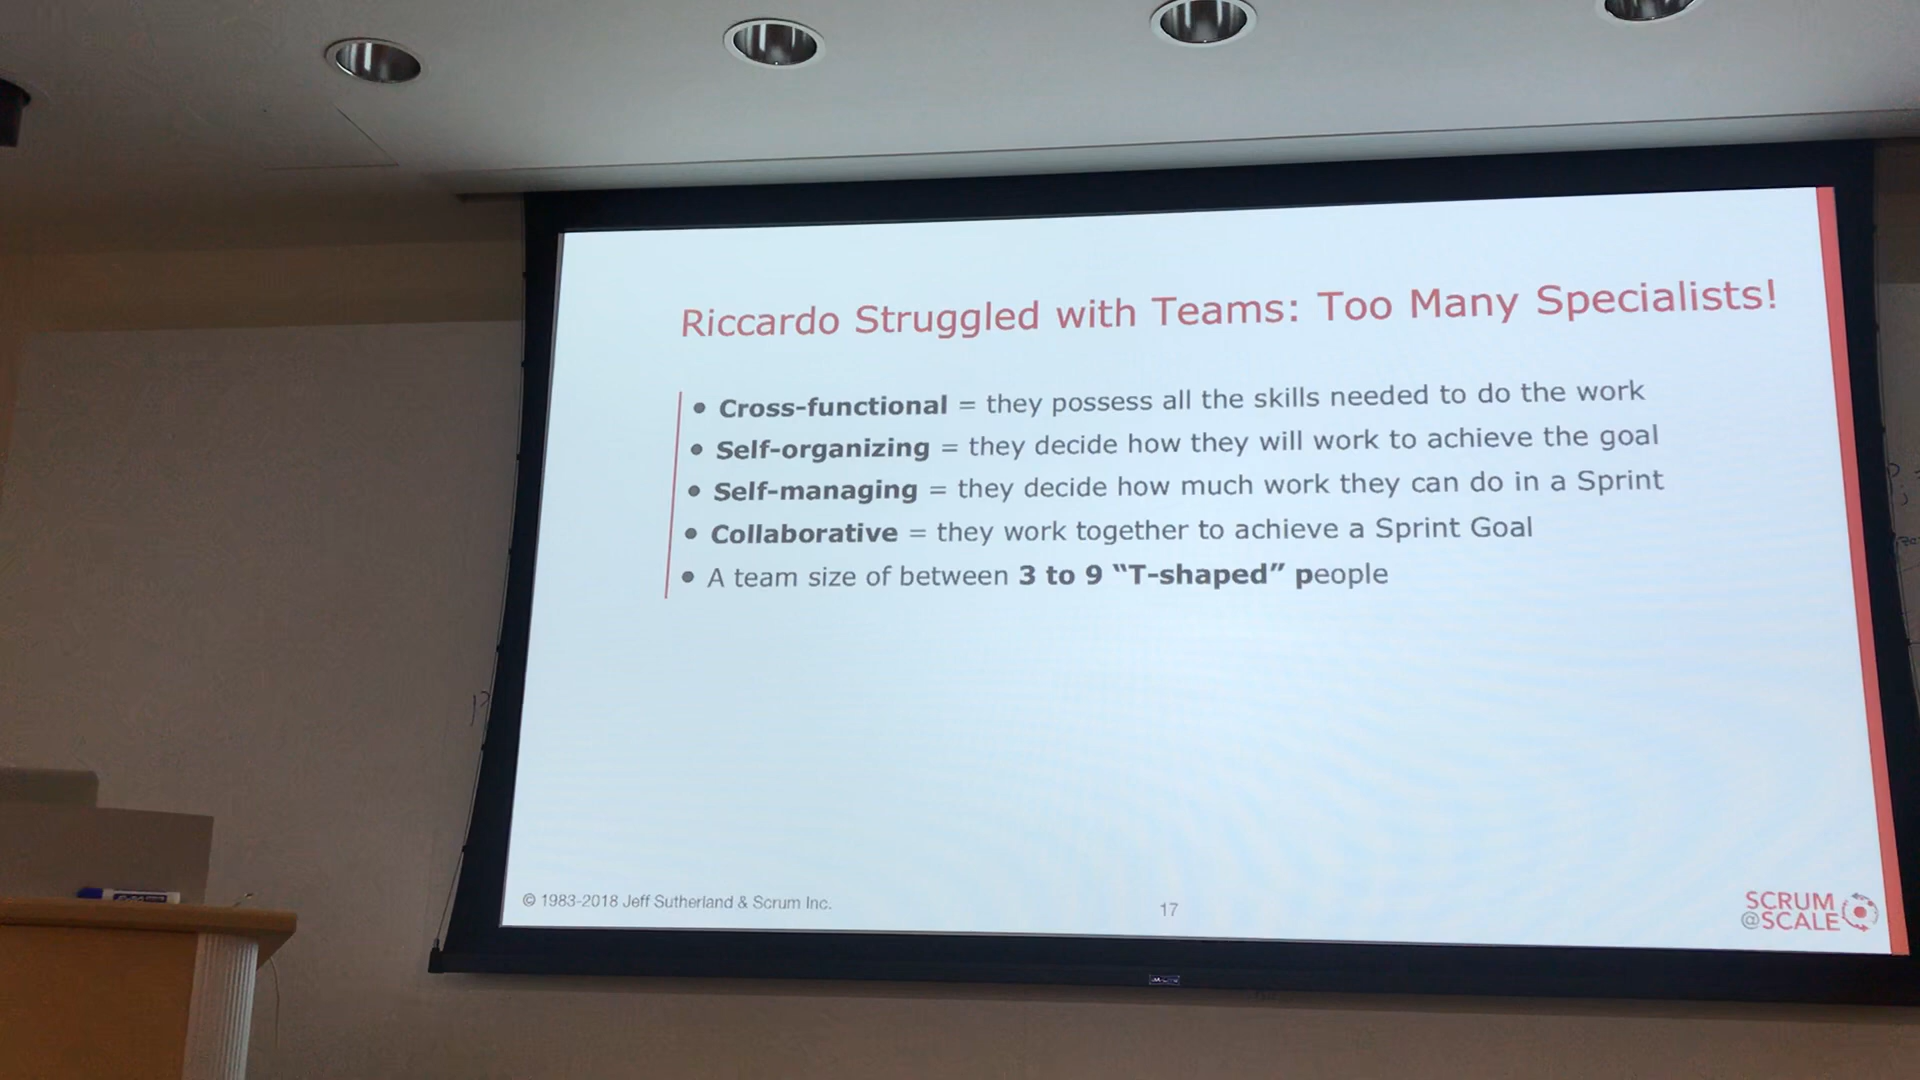 Riccardo Struggled with Teams: Too Many Specialists!
• Cross-functional = they possess all the skills needed to do the work
• Self-organizing = they decide how they will work to achieve the goal
• Self-managing = they decide how much work they can do in a Sprint
• Collaborative = they work together to achieve a Sprint Goal
• A team size of between 3 to 9 “T-shaped” people
© 1983-2018 Jeff Sutherland & Scrum Inc.
17
SCRUM
@SCALE